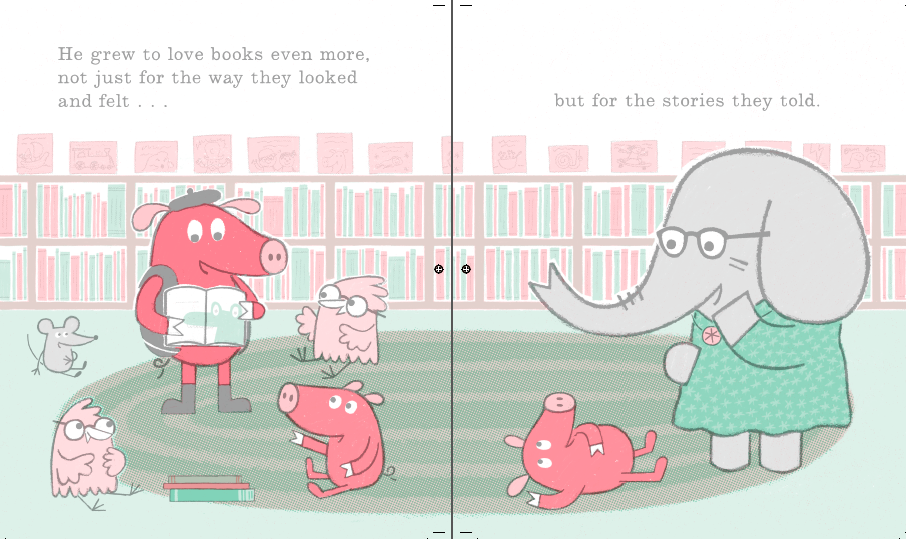 He grew to love books even more,
not just for the way they looked
and felt . . .
but for the stories they told.